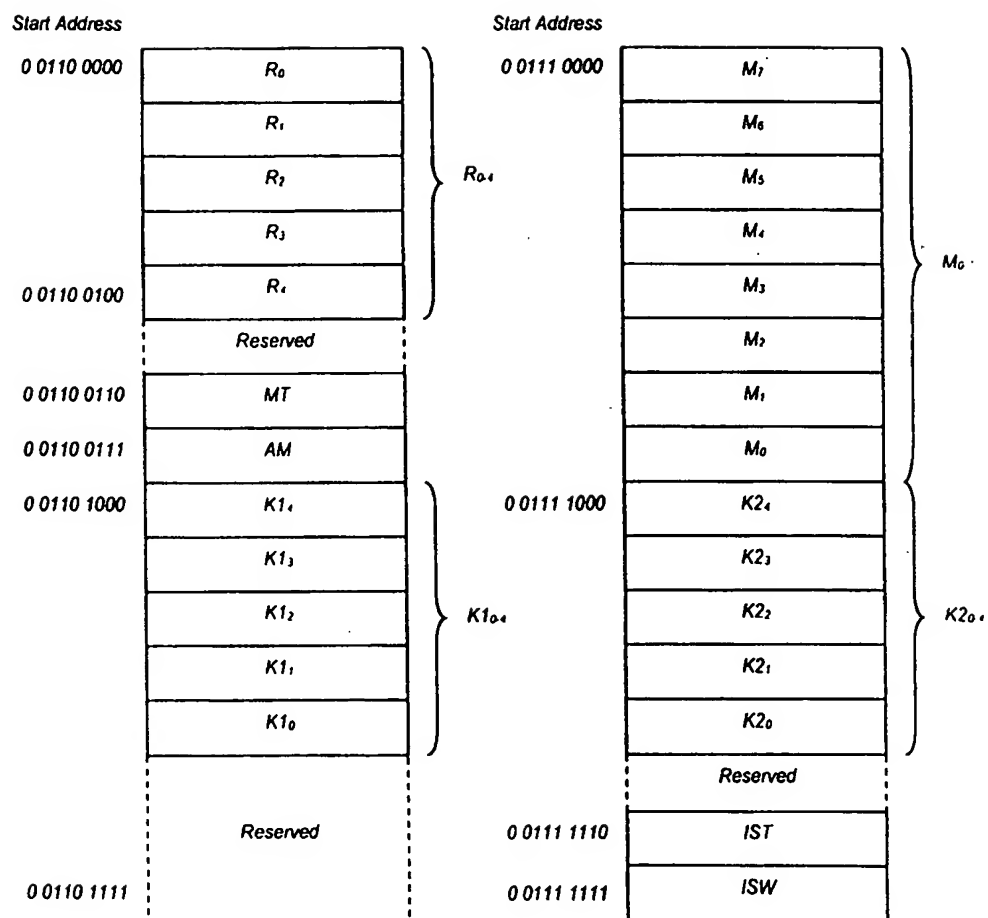 Start Address
0 0110 0000
R₀
R₁
R₂
R₃
0 0110 0100
R₄
R₀₋₄
Reserved
0 0110 0110
MT
0 0110 0111
AM
0 0110 1000
K1₄
K1₃
K1₂
K1₁
K1₀
K1₀₋₄
Reserved
0 0110 1111
Start Address
0 0111 0000
M₇
M₆
M₅
M₄
M₃
M₂
M₁
M₀
M₀
0 0111 1000
K2₄
K2₃
K2₂
K2₁
K2₀
K2₀₋₄
Reserved
0 0111 1110
IST
0 0111 1111
ISW